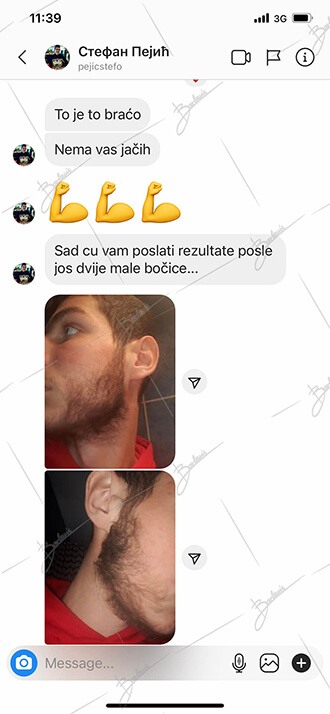 11:39
3G
Стефан Пејић
pejicstefo
To je to braćo
Nema vas jačih
Sad cu vam poslati rezultate posle
jos dvije male bočice...
Message...